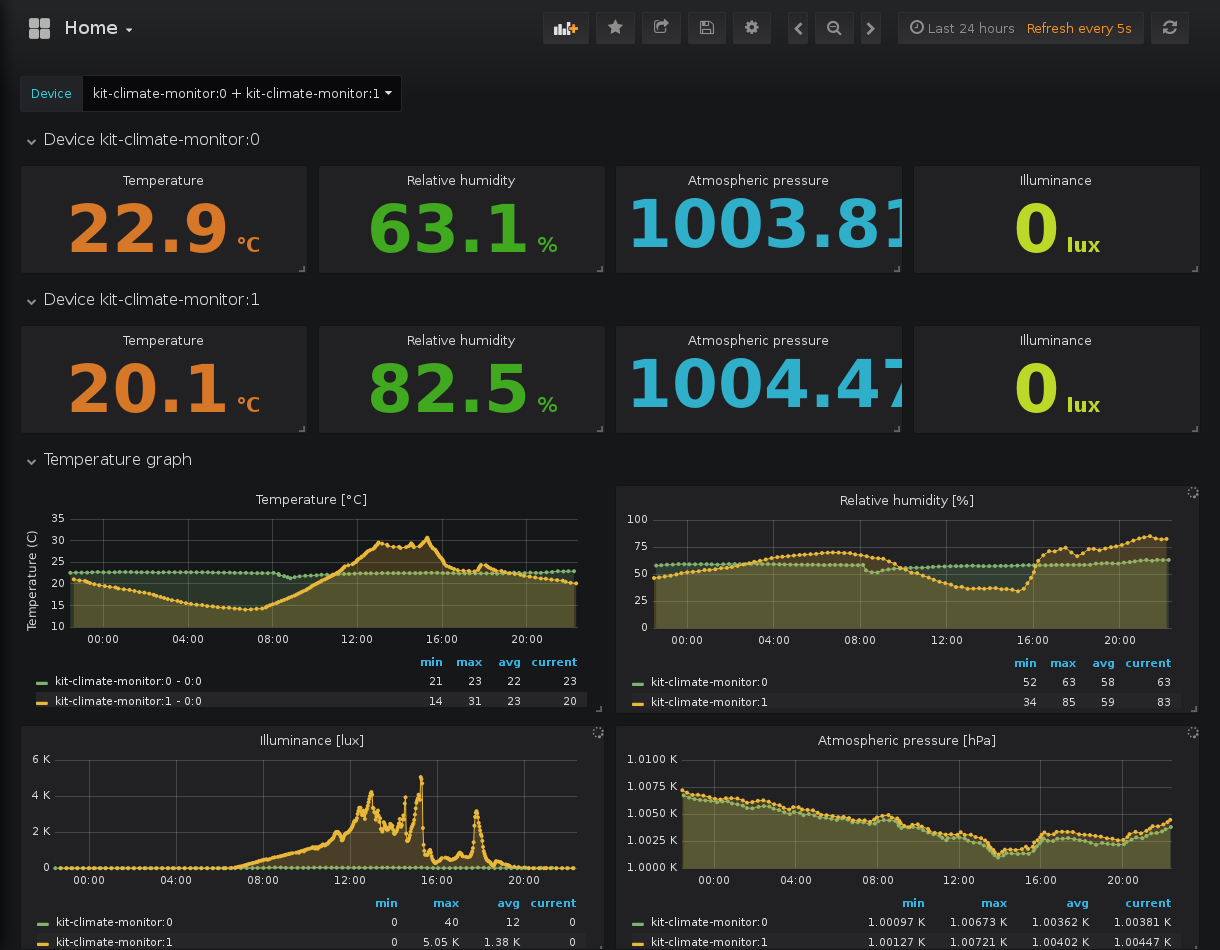 Home
Last 24 hours Refresh every 5s
Device kit-climate-monitor:0 + kit-climate-monitor:1
Device kit-climate-monitor:0
Temperature Relative humidity Atmospheric pressure Illuminance
22.9 °C 63.1 % 1003.81 0 lux
Device kit-climate-monitor:1
Temperature Relative humidity Atmospheric pressure Illuminance
20.1 °C 82.5 % 1004.47 0 lux
Temperature graph
Temperature [°C]
Temperature (C)
35
30
25
20
15
10
00:00 04:00 08:00 12:00 16:00 20:00
min max avg current
kit-climate-monitor:0 - 0:0 21 23 22 23
kit-climate-monitor:1 - 0:0 14 31 23 20
Relative humidity [%]
100
75
50
25
0
00:00 04:00 08:00 12:00 16:00 20:00
min max avg current
kit-climate-monitor:0 52 63 58 63
kit-climate-monitor:1 34 85 59 83
Illuminance [lux]
6 K
4 K
2 K
0
00:00 04:00 08:00 12:00 16:00 20:00
min max avg current
kit-climate-monitor:0 0 40 12 0
kit-climate-monitor:1 0 5.05 K 1.38 K 0
Atmospheric pressure [hPa]
1.0100 K
1.0075 K
1.0050 K
1.0025 K
1.0000 K
00:00 04:00 08:00 12:00 16:00 20:00
min max avg current
kit-climate-monitor:0 1.00097 K 1.00673 K 1.00362 K 1.00381 K
kit-climate-monitor:1 1.00127 K 1.00721 K 1.00402 K 1.00447 K